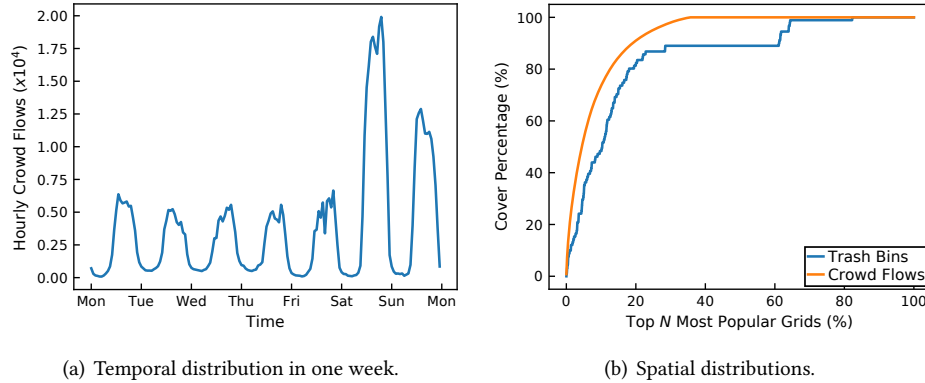 2.00
1.75
1.50
1.25
1.00
0.75
0.50
0.25
0.00
Hourly Crowd Flows (x10⁴)
Mon Tue Wed Thu Fri Sat Sun Mon
Time
(a) Temporal distribution in one week.
100
80
60
40
20
0
Cover Percentage (%)
Trash Bins
Crowd Flows
0 20 40 60 80 100
Top N Most Popular Grids (%)
(b) Spatial distributions.